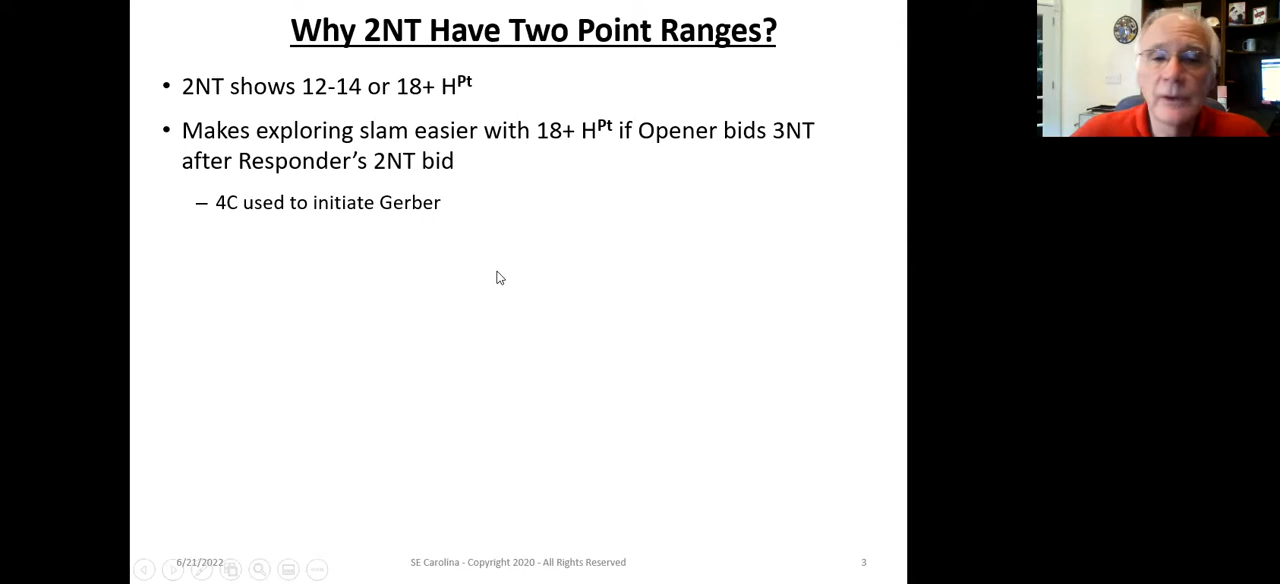 Why 2NT Have Two Point Ranges?
• 2NT shows 12-14 or 18+ HPt
• Makes exploring slam easier with 18+ HPt if Opener bids 3NT
after Responder's 2NT bid
– 4C used to initiate Gerber
6/21/2022 SE Carolina - Copyright 2020 - All Rights Reserved 3